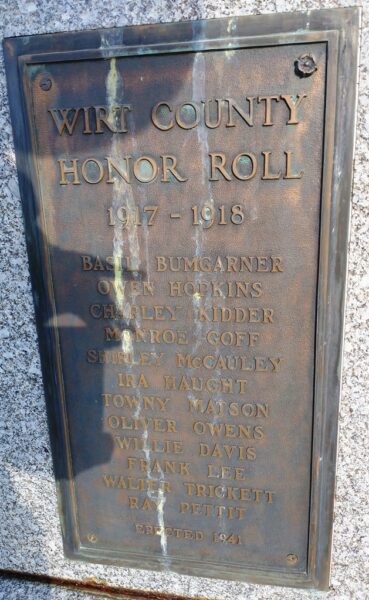 WIRT COUNTY
HONOR ROLL
1917 - 1918
BASIL BUMGARNER
OWEN HOPKINS
CHARLEY KIDDER
MONROE GOFF
SHIRLEY McCAULEY
IRA HAUGHT
TOWNY MATSON
OLIVER OWENS
WILLIE DAVIS
FRANK LEE
WALTER TRICKETT
RAY PETTIT
ERECTED 1941